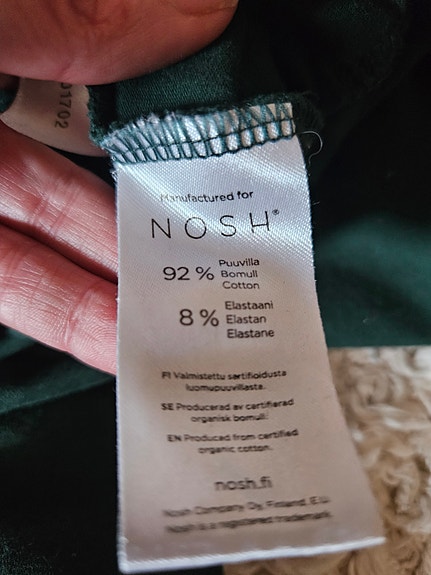 01702
Manufactured for
NOSH®
92 % Puuvilla
Bomull
Cotton
8 % Elastaani
Elastan
Elastane
FI Valmistettu sertifioidusta
luomupuuvillasta.
SE Producerad av certifierad
organisk bomull.
EN Produced from certified
organic cotton.
nosh.fi
Nosh Company Oy, Finland, E.U.
Nosh is a registered trademark.